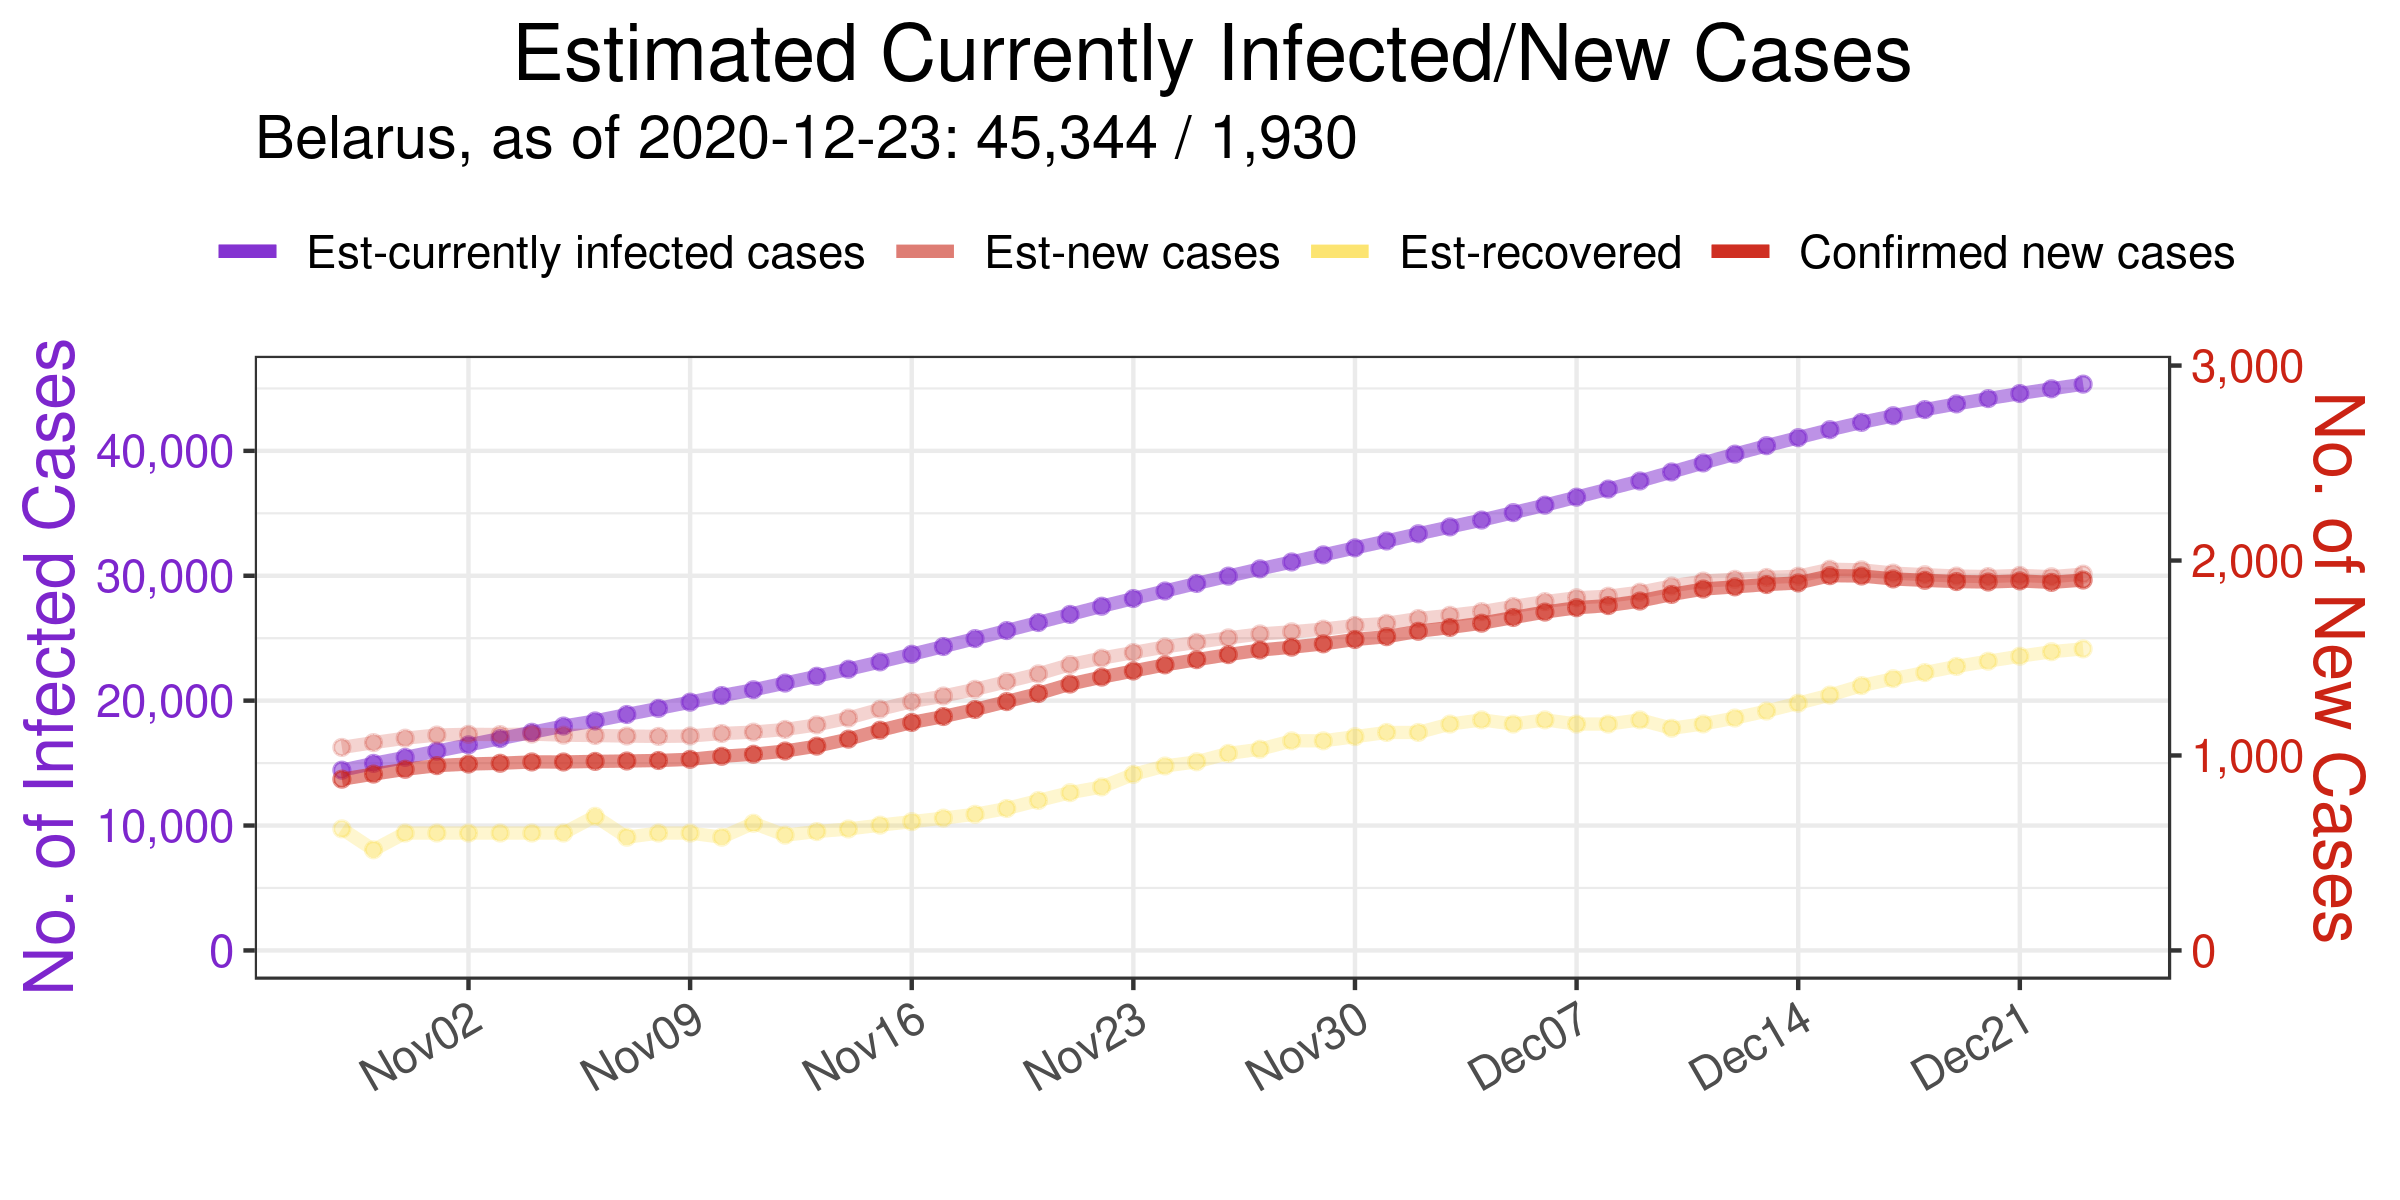 Estimated Currently Infected/New Cases
Belarus, as of 2020-12-23: 45,344 / 1,930
Est-currently infected cases Est-new cases Est-recovered Confirmed new cases
No. of Infected Cases
40,000
30,000
20,000
10,000
0
3,000
2,000
1,000
0
No. of New Cases
Nov02 Nov09 Nov16 Nov23 Nov30 Dec07 Dec14 Dec21